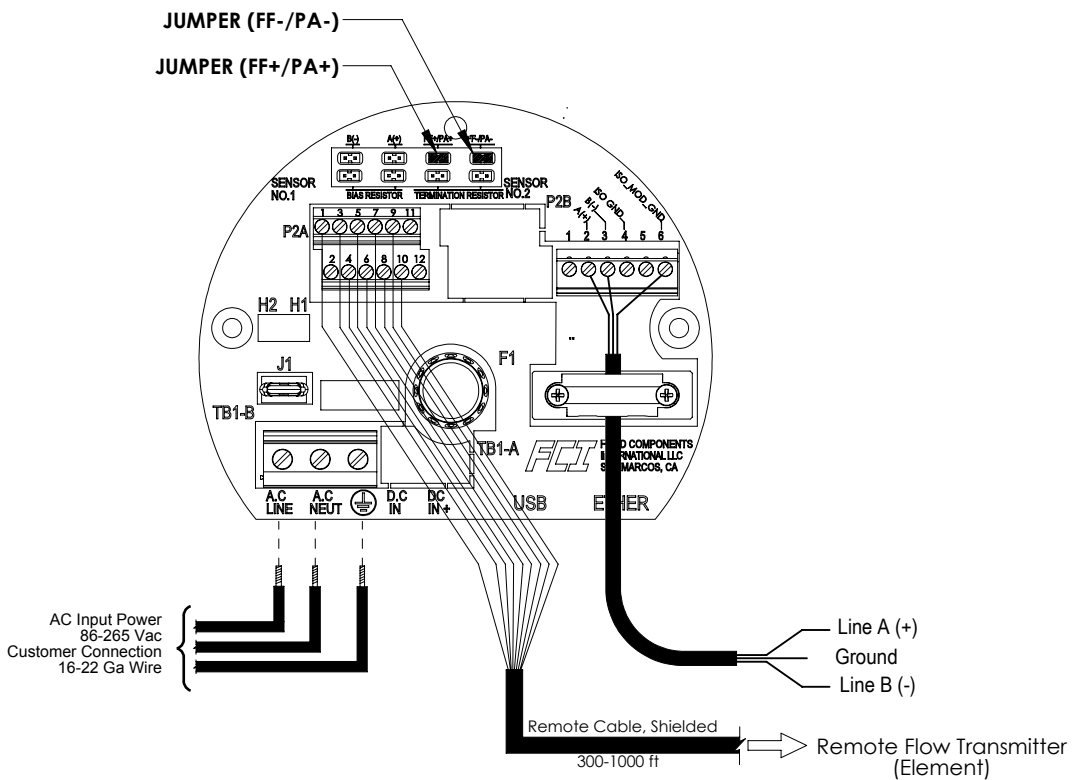 JUMPER (FF-/PA-)
JUMPER (FF+/PA+)
B(-) A(+)
SENSOR NO.1
BIAS RESISTOR TERMINATION RESISTOR
SENSOR NO.2
P2A
1 3 5 7 9 11
2 4 6 8 10 12
P2B
A(+) B(-) ISO GND ISO_MOD_GND
1 2 3 4 5 6
H2 H1
J1
F1
TB1-B
TB1-A
FCI
COMPONENTS
LLC
MARCOS, CA
A.C LINE
A.C NEUT
D.C IN
DC IN +
USB
AC Input Power
86-265 Vac
Customer Connection
16-22 Ga Wire
Line A (+)
Ground
Line B (-)
Remote Cable, Shielded
300-1000 ft
Remote Flow Transmitter
(Element)